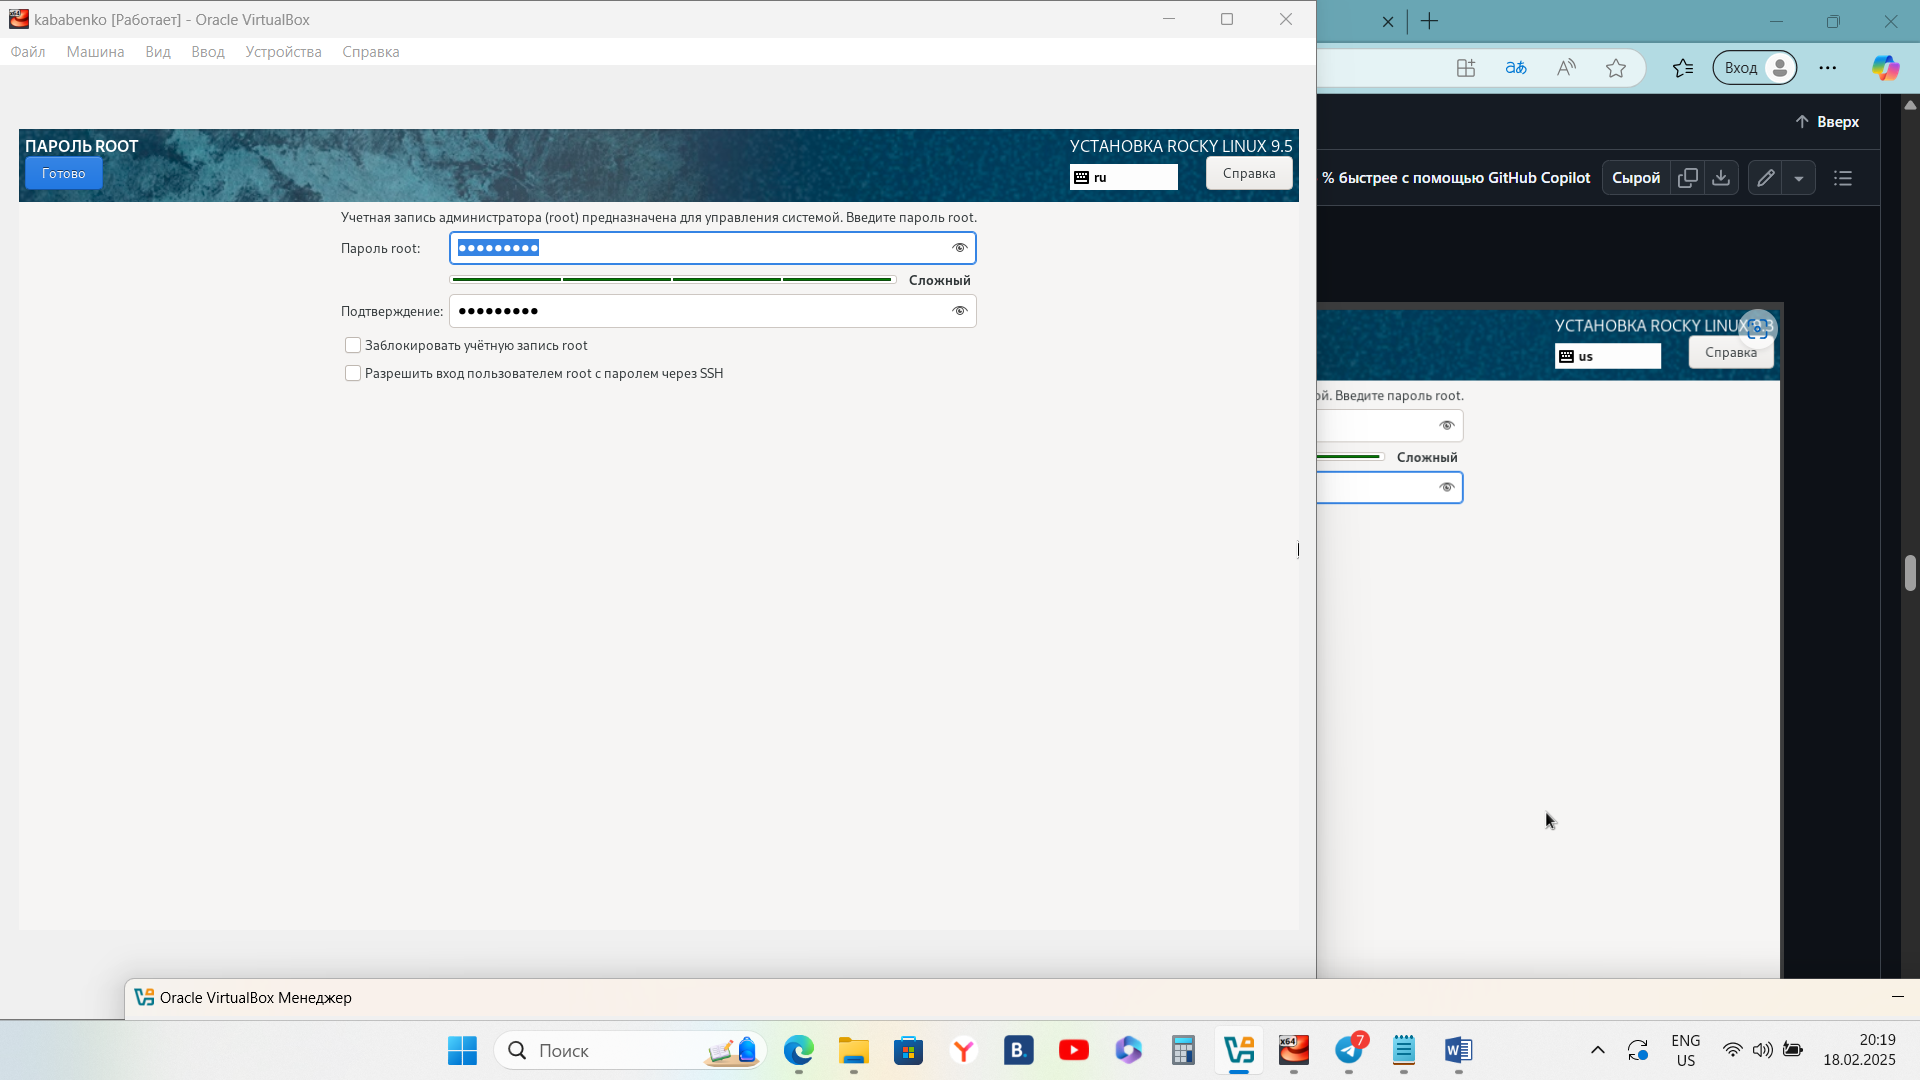 kababenko [Работает] - Oracle VirtualBox
Файл Машина Вид Ввод Устройства Справка
ПАРОЛЬ ROOT
Готово
УСТАНОВКА ROCKY LINUX 9.5
ru
Справка
Учетная запись администратора (root) предназначена для управления системой. Введите пароль root.
Пароль root:
Сложный
Подтверждение:
Заблокировать учётную запись root
Разрешить вход пользователем root с паролем через SSH
Вход
Вверх
% быстрее с помощью GitHub Copilot
Сырой
УСТАНОВКА ROCKY LINUX 9.3
us
Справка
ой. Введите пароль root.
Сложный
Oracle VirtualBox Менеджер
Поиск
7
ENG
US
20:19
18.02.2025